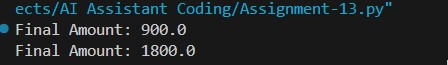 ects/AI Assistant Coding/Assignment-13.py"
Final Amount: 900.0
Final Amount: 1800.0